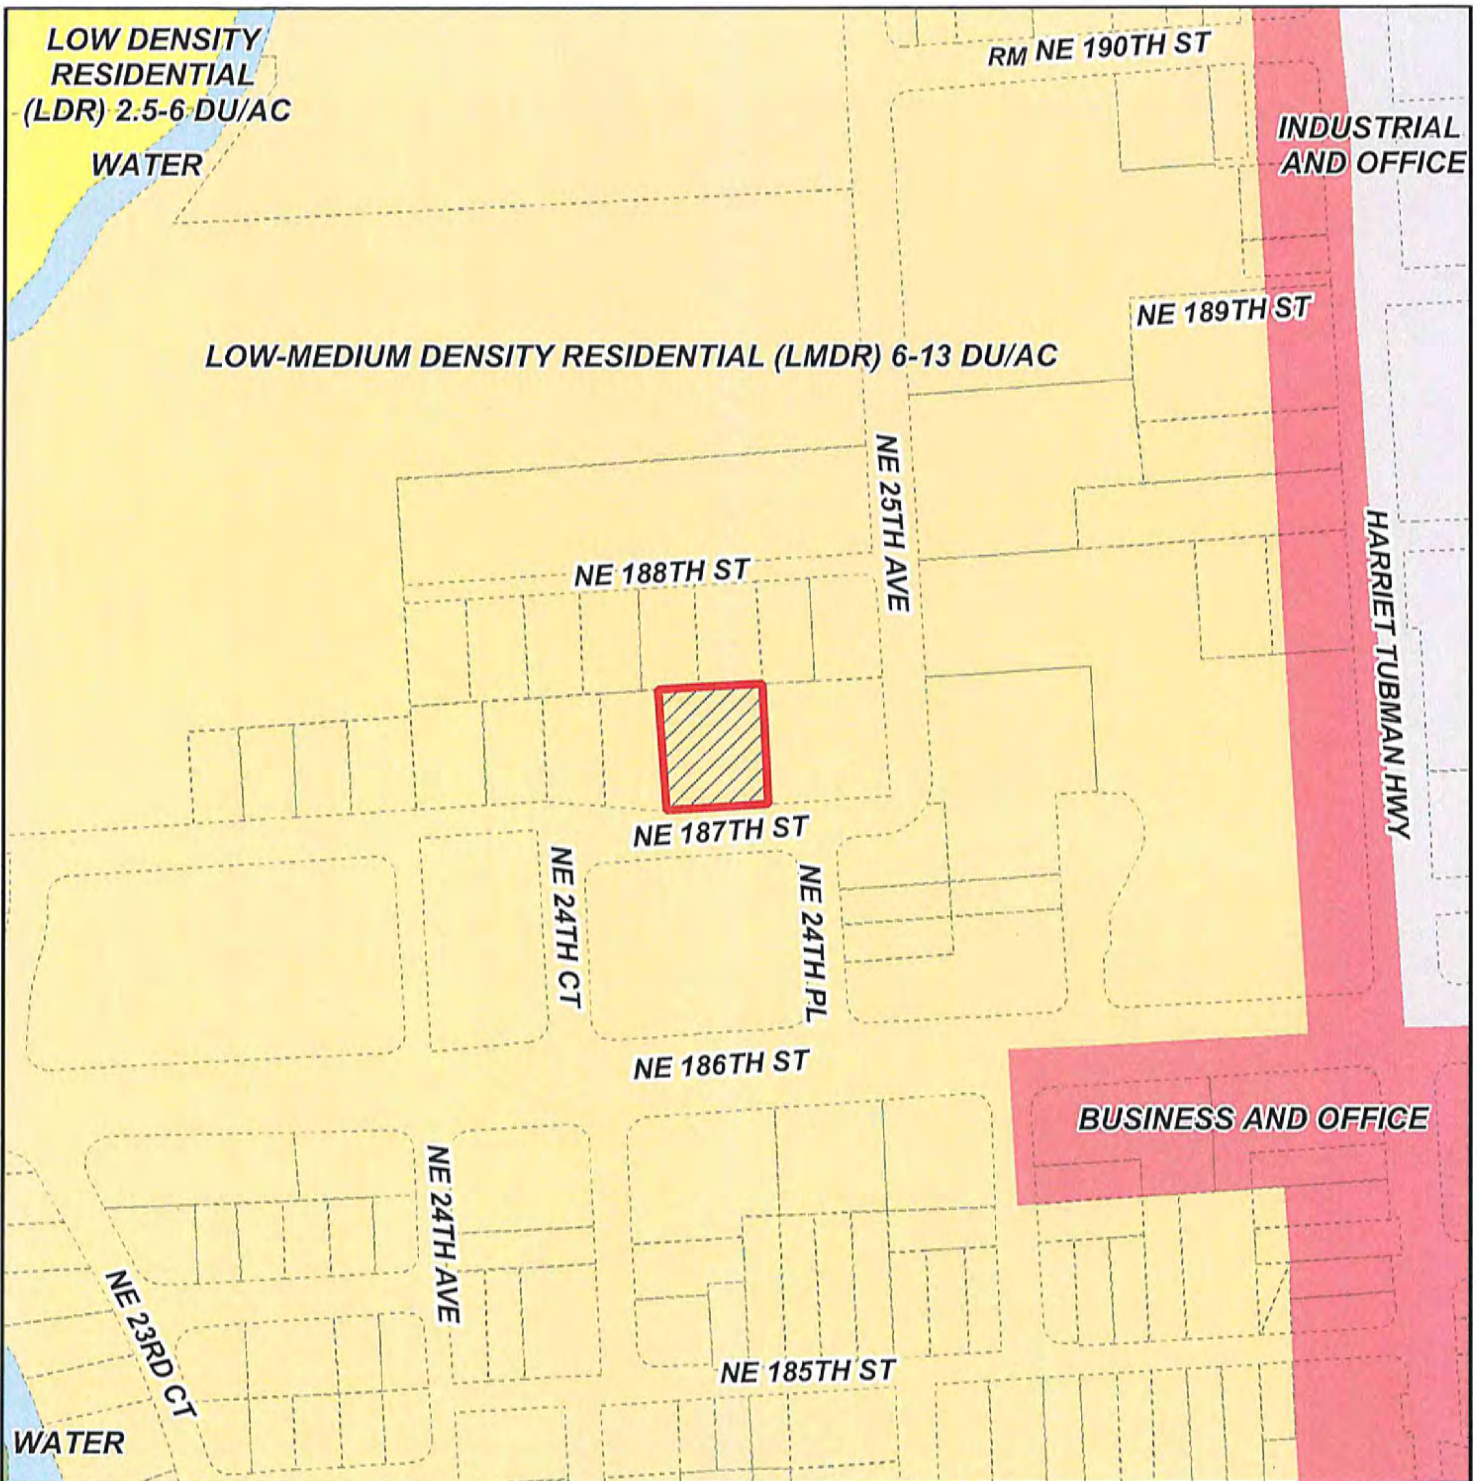 LOW DENSITY
RESIDENTIAL
(LDR) 2.5-6 DU/AC
WATER
RM NE 190TH ST
INDUSTRIAL
AND OFFICE
NE 189TH ST
LOW-MEDIUM DENSITY RESIDENTIAL (LMDR) 6-13 DU/AC
NE 25TH AVE
HARRIET TUBMAN HWY
NE 188TH ST
NE 187TH ST
NE 24TH CT
NE 24TH PL
NE 186TH ST
BUSINESS AND OFFICE
NE 24TH AVE
NE 23RD CT
NE 185TH ST
WATER